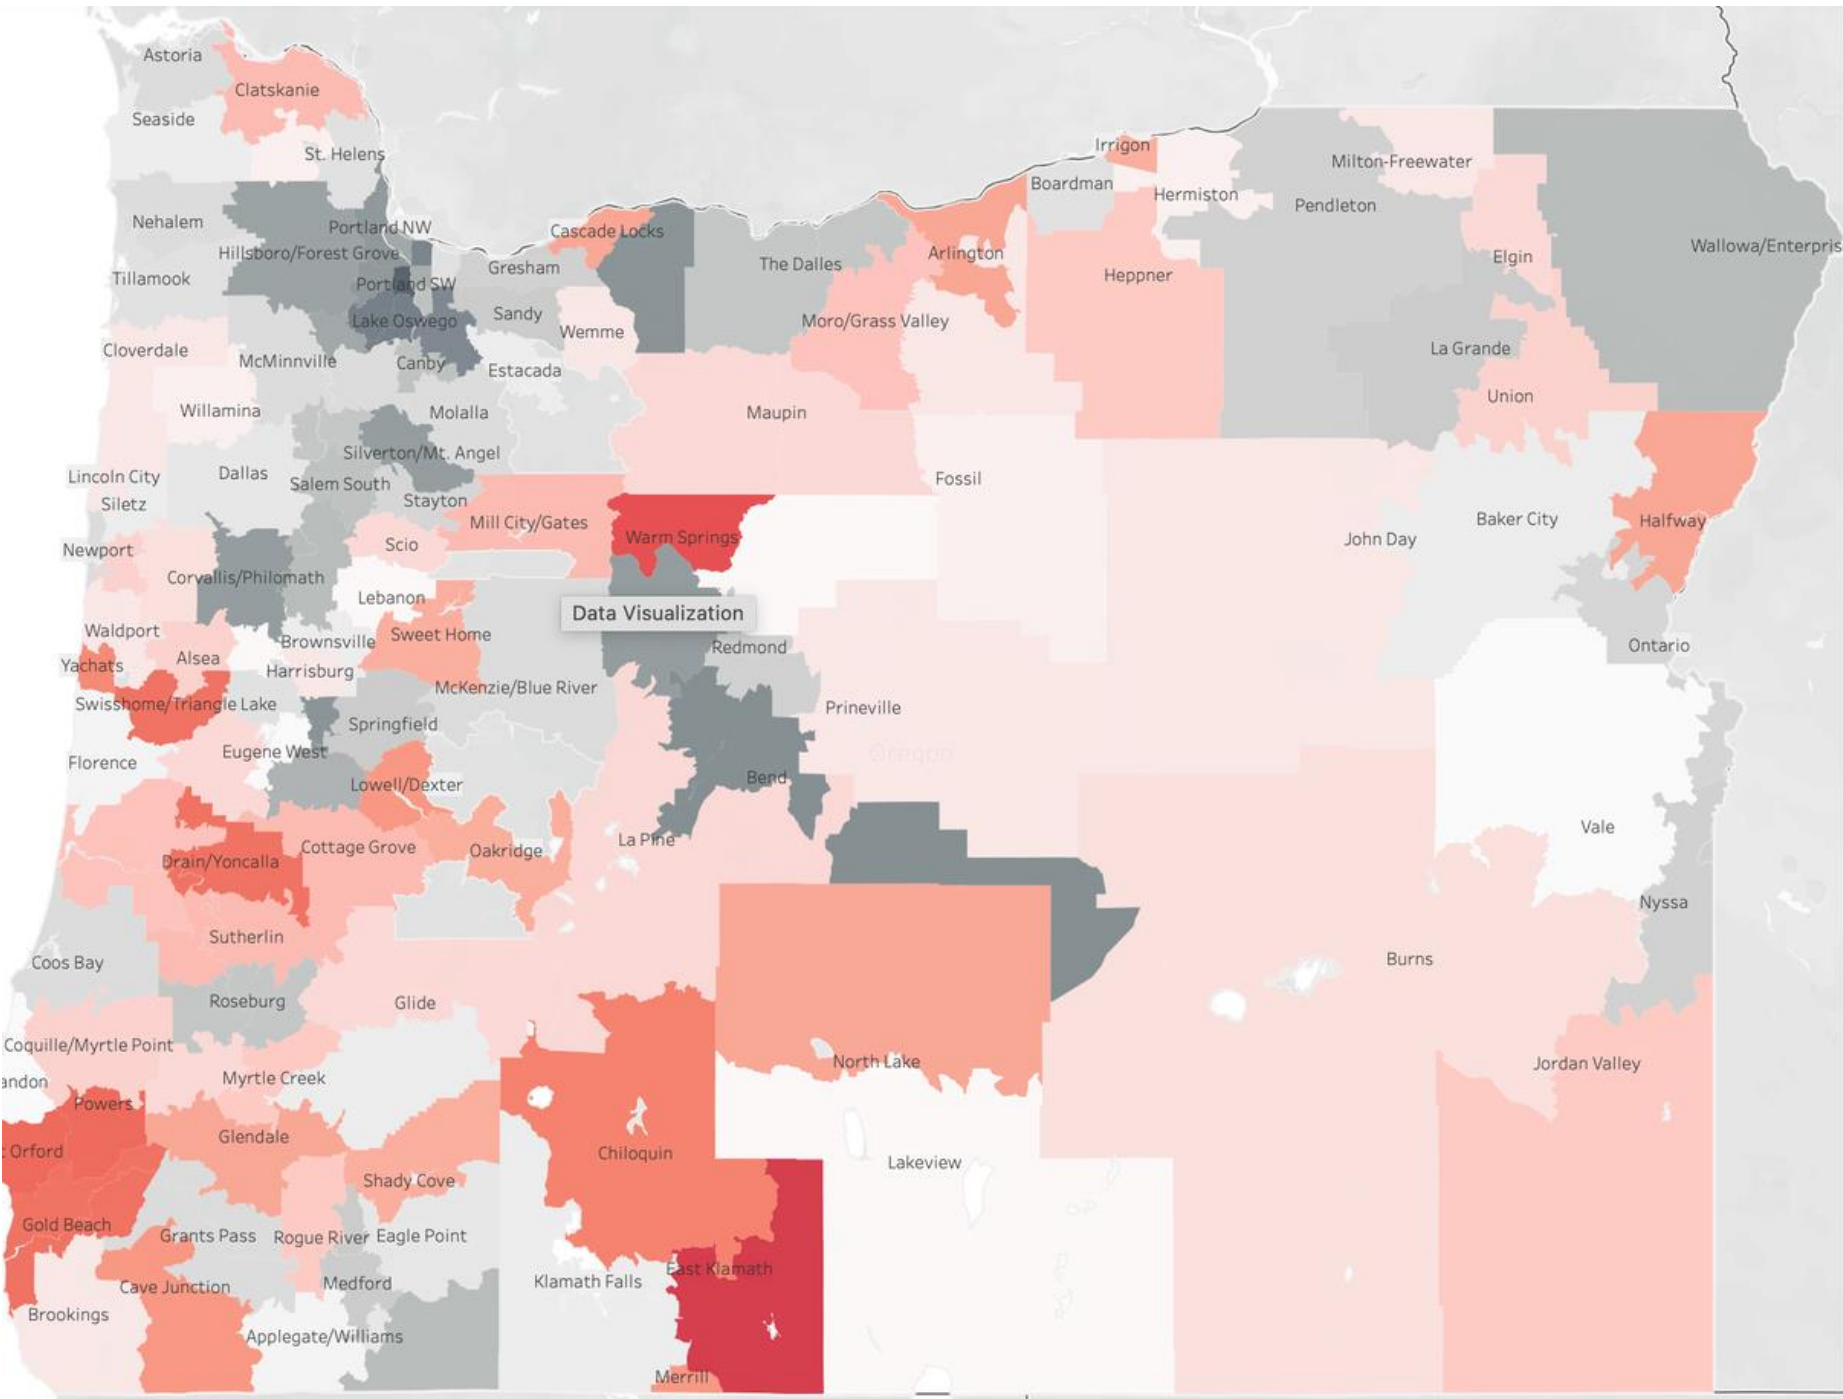 Astoria
Clatskanie
Seaside
St. Helens
Irrigon
Milton-Freewater
Boardman
Hermiston
Pendleton
Nehalem
Portland NW
Cascade Locks
Hillsboro/Forest Grove
Arlington
Wallowa/Enterpris
Elgin
The Dalles
Gresham
Heppner
Tillamook
Portland SW
Sandy
Lake Oswego
Wemme
Moro/Grass Valley
Cloverdale
McMinnville
Canby
Estacada
La Grande
Union
Willamina
Molalla
Maupin
Silverton/Mt. Angel
Lincoln City
Dallas
Salem South
Fossil
Siletz
Stayton
Mill City/Gates
Warm Springs
Baker City
Halfway
John Day
Newport
Scio
Corvallis/Philomath
Lebanon
Data Visualization
Waldport
Brownsville
Sweet Home
Redmond
Ontario
Yachats
Alsea
Harrisburg
McKenzie/Blue River
Swisshome/Triangle Lake
Springfield
Prineville
Eugene West
Oregon
Florence
Lowell/Dexter
Bend
Vale
La Pine
Drain/Yoncalla
Cottage Grove
Oakridge
Nyssa
Sutherlin
Coos Bay
Burns
Roseburg
Glide
Coquille/Myrtle Point
North Lake
Jordan Valley
andon
Myrtle Creek
Powers
Glendale
Orford
Chiloquin
Lakeview
Shady Cove
Gold Beach
Grants Pass
Rogue River
Eagle Point
East Klamath
Klamath Falls
Cave Junction
Medford
Brookings
Applegate/Williams
Merrill